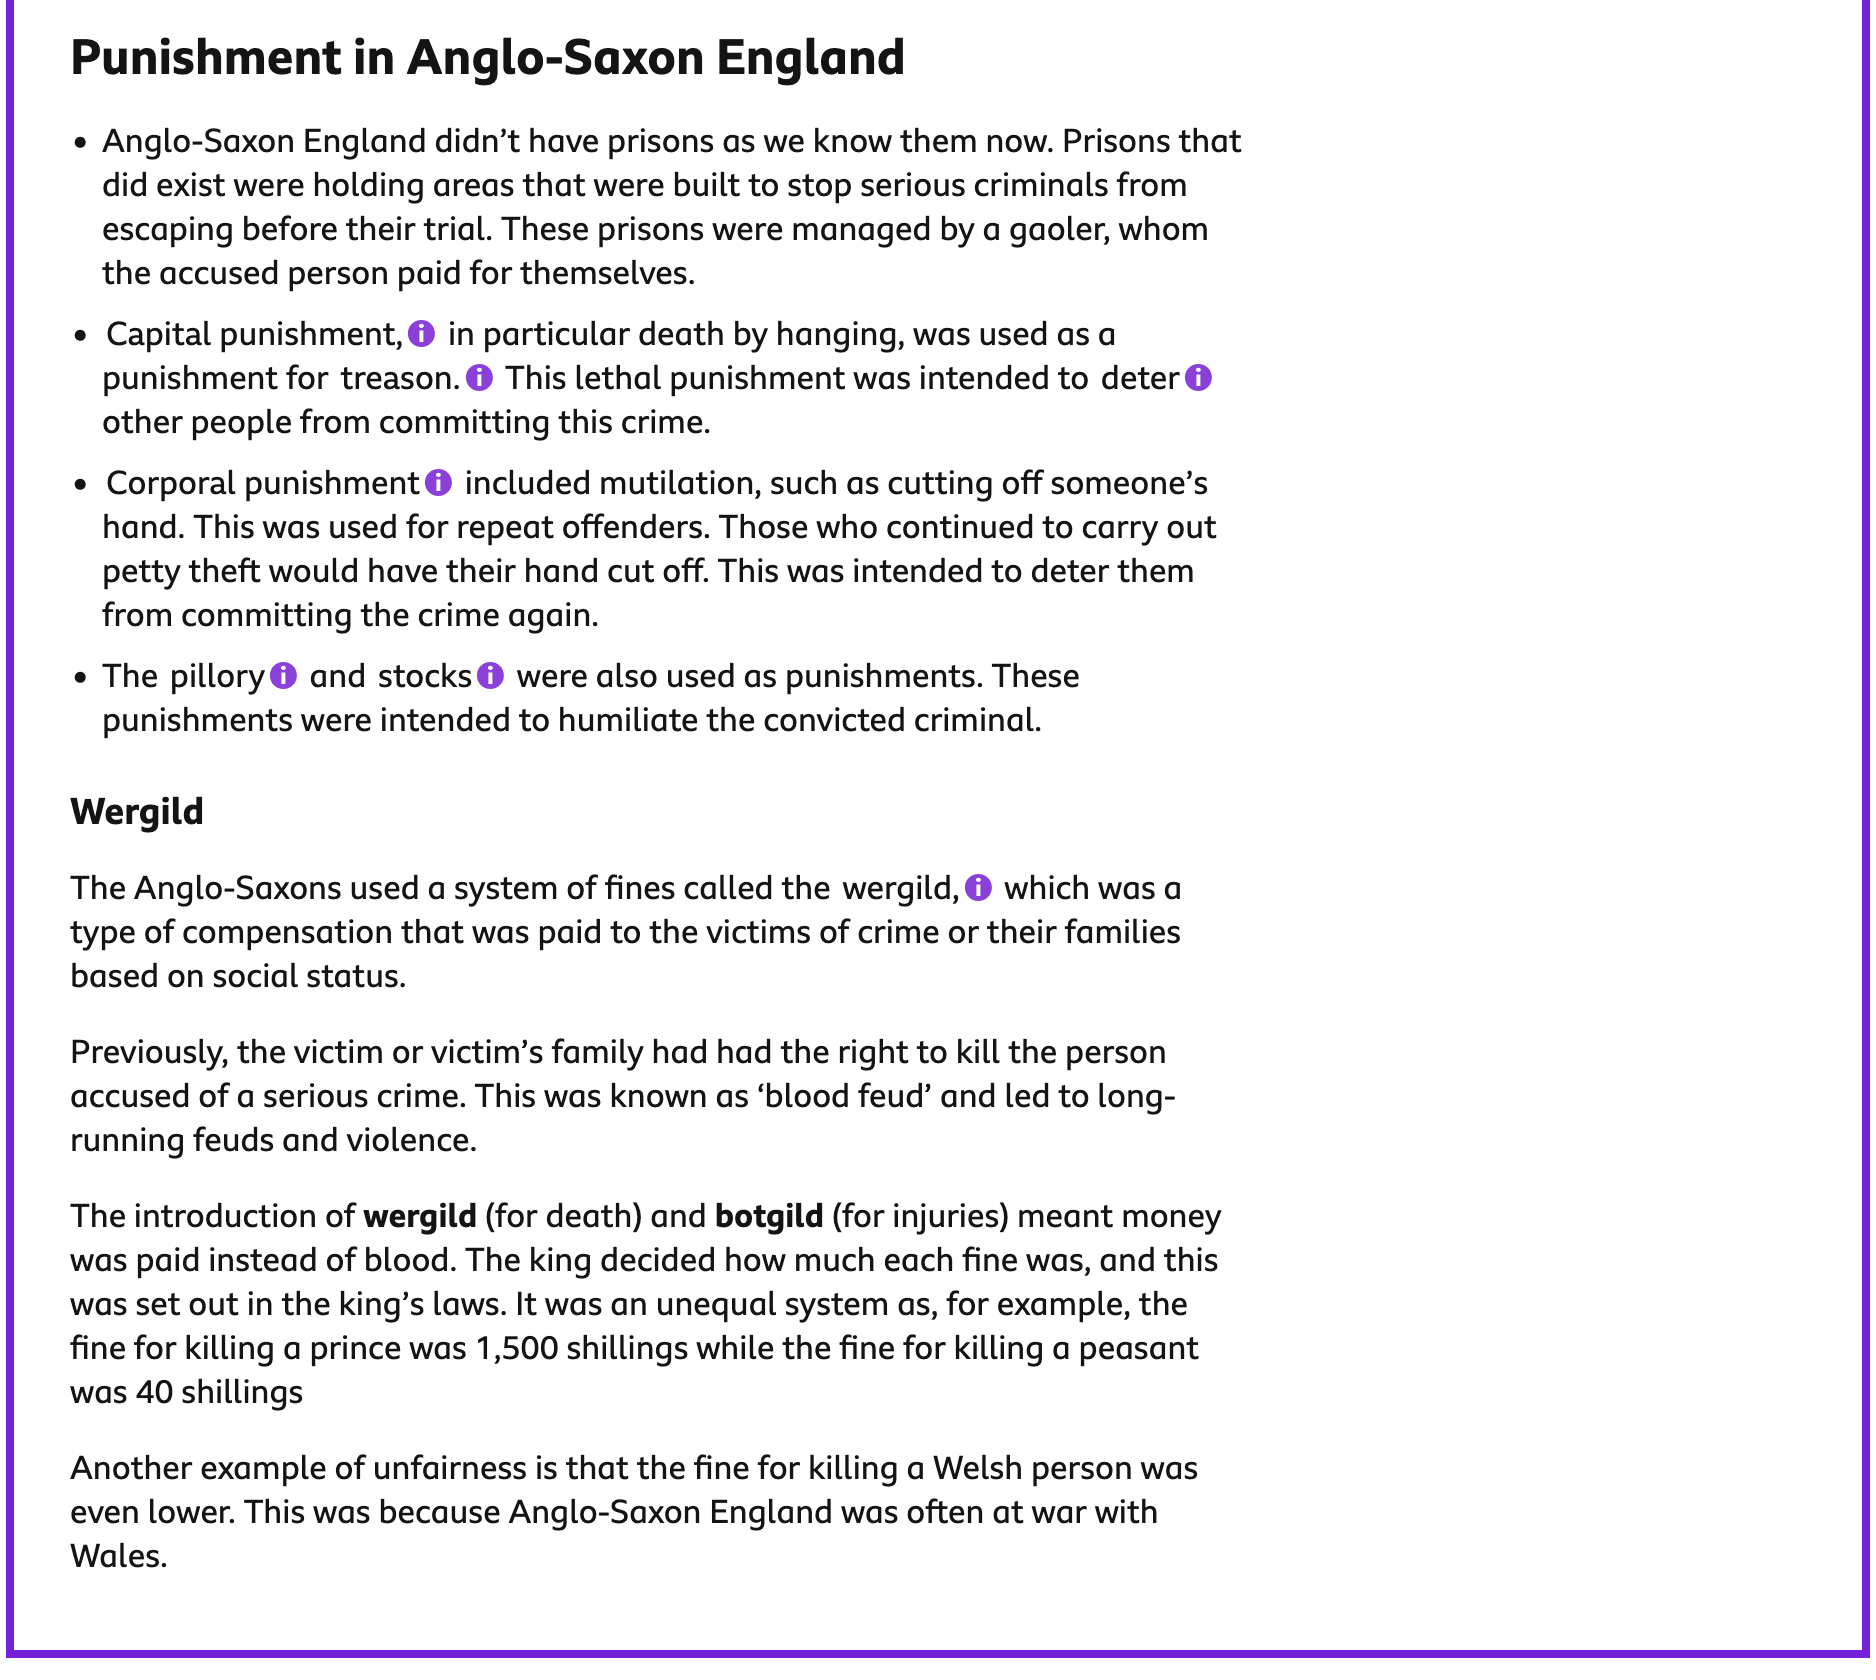 Punishment in Anglo-Saxon England
• Anglo-Saxon England didn’t have prisons as we know them now. Prisons that
did exist were holding areas that were built to stop serious criminals from
escaping before their trial. These prisons were managed by a gaoler, whom
the accused person paid for themselves.
• Capital punishment, i in particular death by hanging, was used as a
punishment for treason. i This lethal punishment was intended to deter i
other people from committing this crime.
• Corporal punishment i included mutilation, such as cutting off someone’s
hand. This was used for repeat offenders. Those who continued to carry out
petty theft would have their hand cut off. This was intended to deter them
from committing the crime again.
• The pillory i and stocks i were also used as punishments. These
punishments were intended to humiliate the convicted criminal.
Wergild
The Anglo-Saxons used a system of fines called the wergild, i which was a
type of compensation that was paid to the victims of crime or their families
based on social status.
Previously, the victim or victim’s family had had the right to kill the person
accused of a serious crime. This was known as ‘blood feud’ and led to long-
running feuds and violence.
The introduction of wergild (for death) and botgild (for injuries) meant money
was paid instead of blood. The king decided how much each fine was, and this
was set out in the king’s laws. It was an unequal system as, for example, the
fine for killing a prince was 1,500 shillings while the fine for killing a peasant
was 40 shillings
Another example of unfairness is that the fine for killing a Welsh person was
even lower. This was because Anglo-Saxon England was often at war with
Wales.